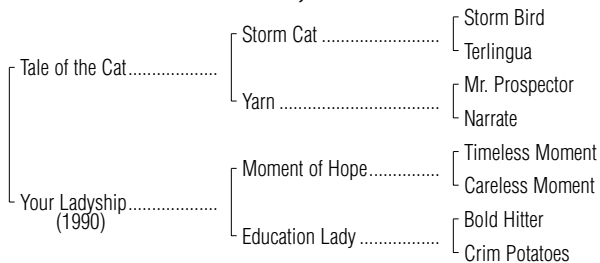 Storm Bird
Storm Cat ........................
Terlingua
Tale of the Cat...................
Mr. Prospector
Yarn .................................
Narrate
Timeless Moment
Moment of Hope...............
Careless Moment
Your Ladyship...................
(1990)
Bold Hitter
Education Lady .................
Crim Potatoes